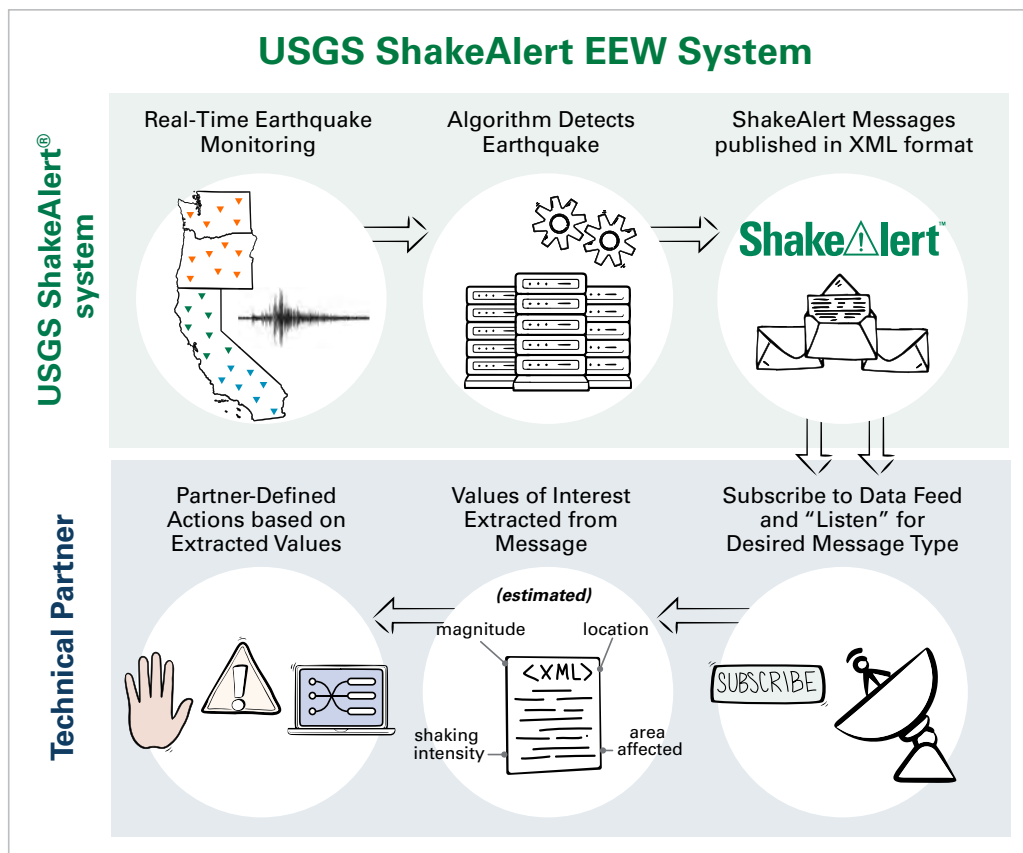 USGS ShakeAlert EEW System
USGS ShakeAlert®
system
Real-Time Earthquake
Monitoring
Algorithm Detects
Earthquake
ShakeAlert Messages
published in XML format
ShakeAlert™
Technical Partner
Partner-Defined
Actions based on
Extracted Values
Values of Interest
Extracted from
Message
(estimated)
magnitude
location
<XML>
shaking
intensity
area
affected
Subscribe to Data Feed
and “Listen” for
Desired Message Type
SUBSCRIBE